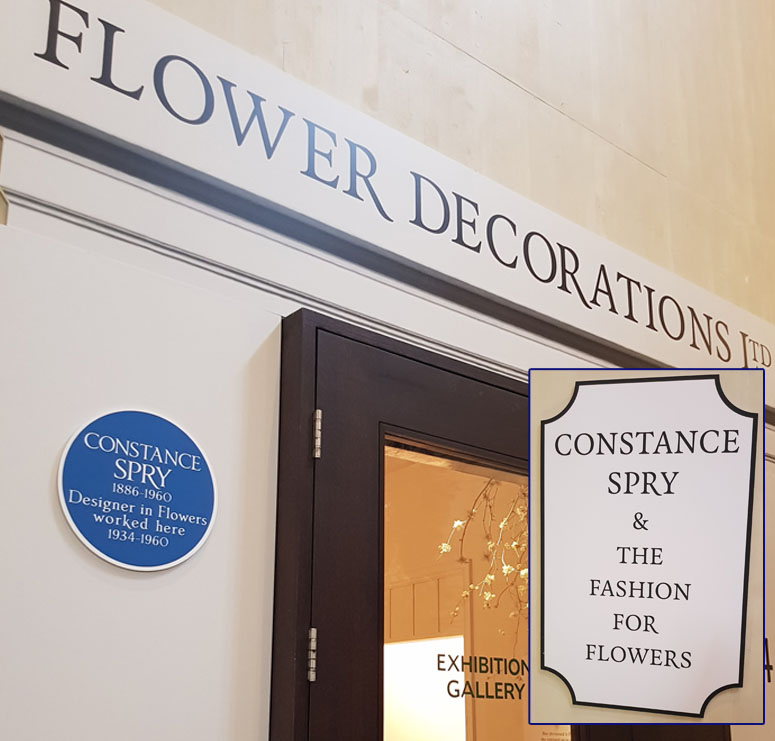 FLOWER DECORATIONS LTD
CONSTANCE
SPRY
1886-1960
Designer in Flowers
worked here
1934-1960
EXHIBITION
GALLERY
CONSTANCE
SPRY
&
THE
FASHION
FOR
FLOWERS